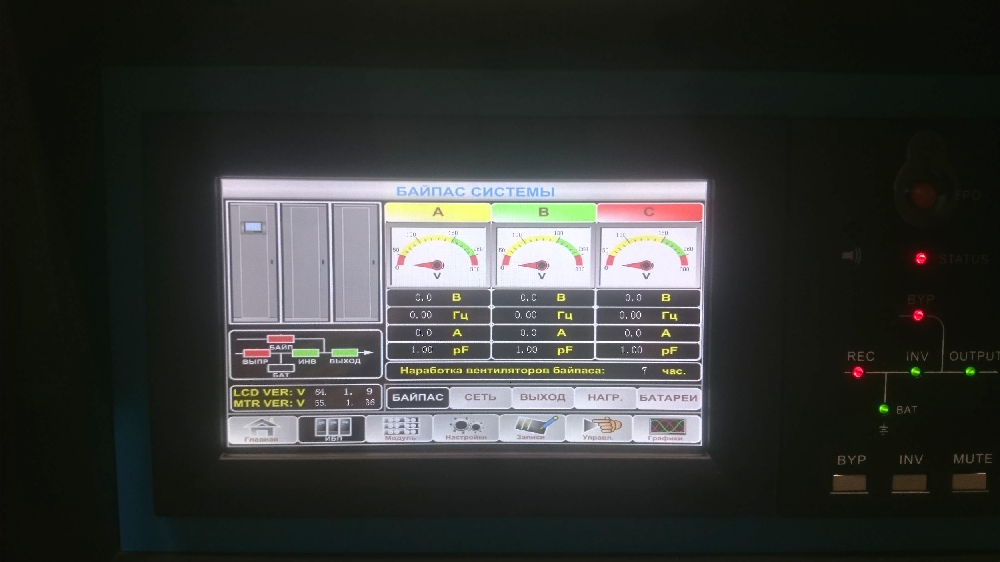 БАЙПАС СИСТЕМЫ
A B C
0 50 100 180 260 300 V
0 50 100 180 260 300 V
0 50 100 180 260 300 V
0.0 В 0.0 В 0.0 В
0.00 Гц 0.00 Гц 0.00 Гц
0.0 А 0.0 А 0.0 А
1.00 pF 1.00 pF 1.00 pF
Наработка вентиляторов байпаса: 7 час.
БАЙП
ВЫПР ИНВ ВЫХОД
БАТ
LCD VER: V 64. 1. 9
MTR VER: V 55. 1. 36
БАЙПАС СЕТЬ ВЫХОД НАГР. БАТАРЕИ
Главная ИБП Модуль Настройки Записи Управл. Графики
EPO
STATUS
BYP
REC INV OUTPUT
BAT
BYP INV MUTE